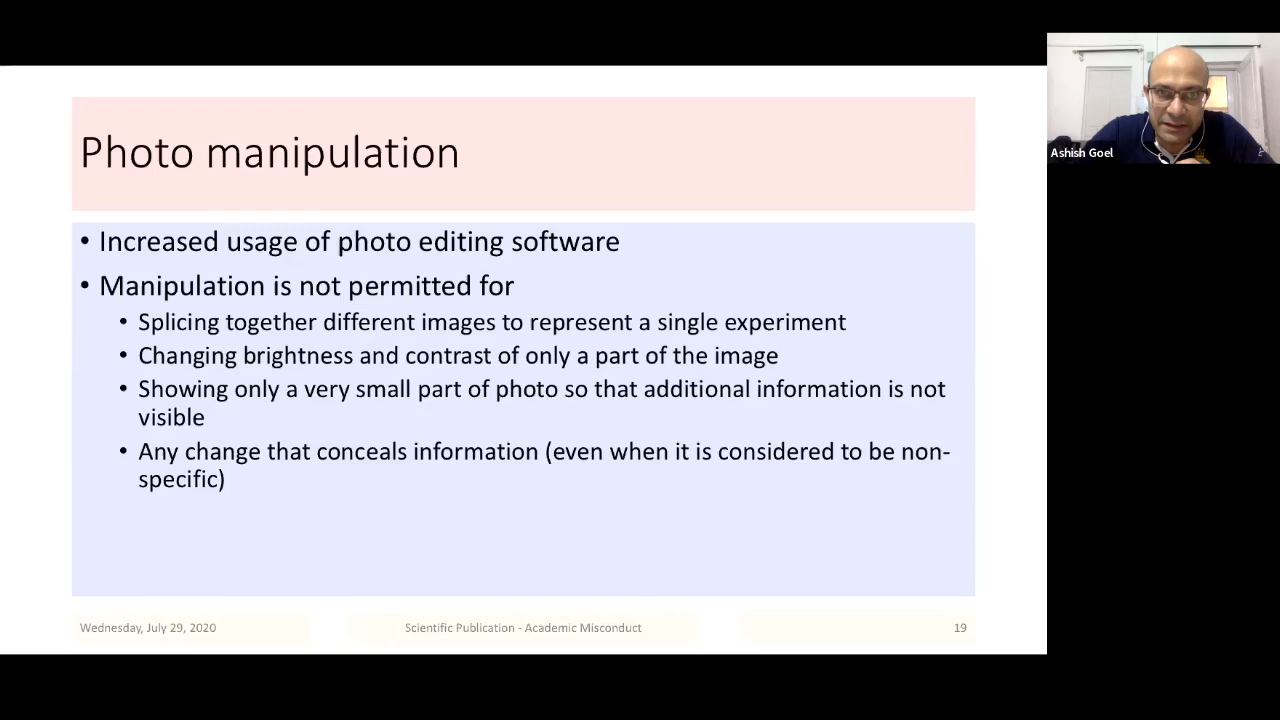 Photo manipulation
• Increased usage of photo editing software
• Manipulation is not permitted for
• Splicing together different images to represent a single experiment
• Changing brightness and contrast of only a part of the image
• Showing only a very small part of photo so that additional information is not
visible
• Any change that conceals information (even when it is considered to be non-
specific)
Wednesday, July 29, 2020
Scientific Publication - Academic Misconduct
19
Ashish Goel